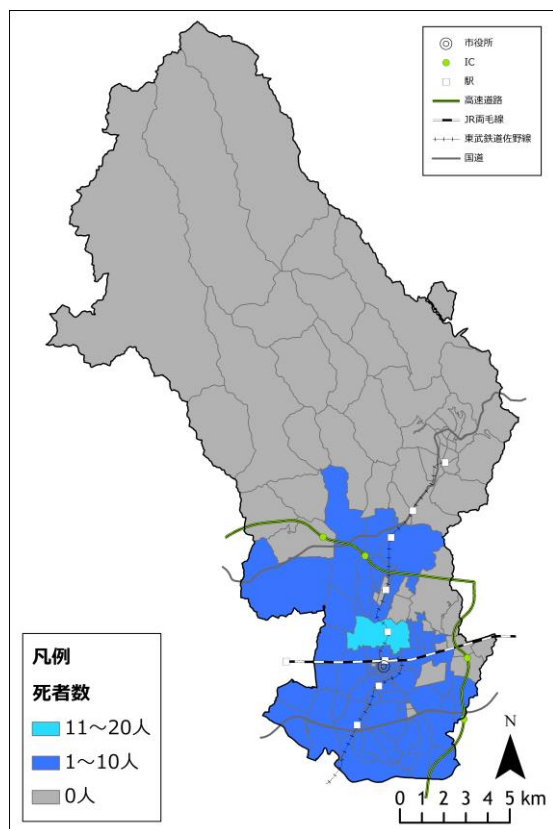 市役所
IC
駅
高速道路
JR両毛線
東武鉄道佐野線
国道
凡例
死者数
11～20人
1～10人
0人
N
0 1 2 3 4 5 km